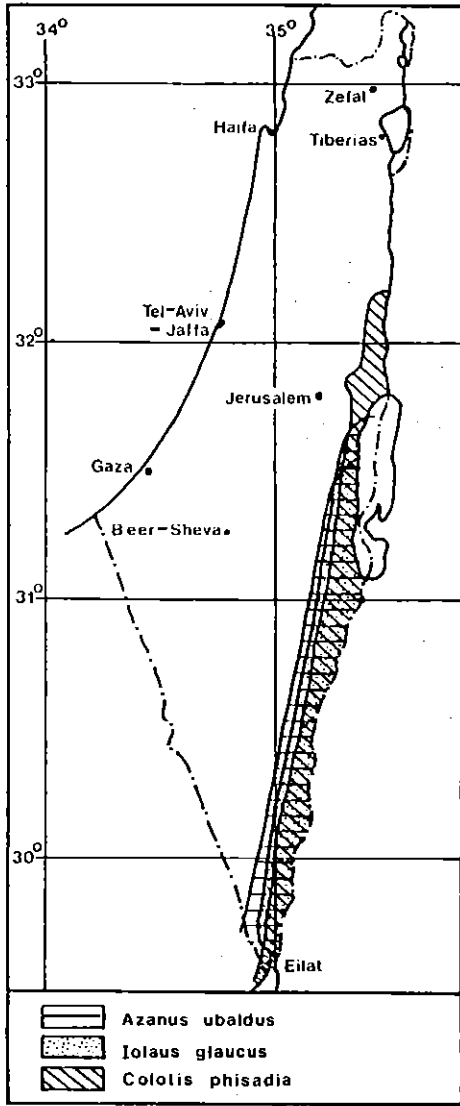 34° 35°
33°
Zefat
Haifa
Tiberias
Tel-Aviv
-Jaffa
32°
Jerusalem
Gaza
Beer-Sheva
31°
30°
Eilat
Azanus ubaldus
Iolaus glaucus
Colotis phisadia